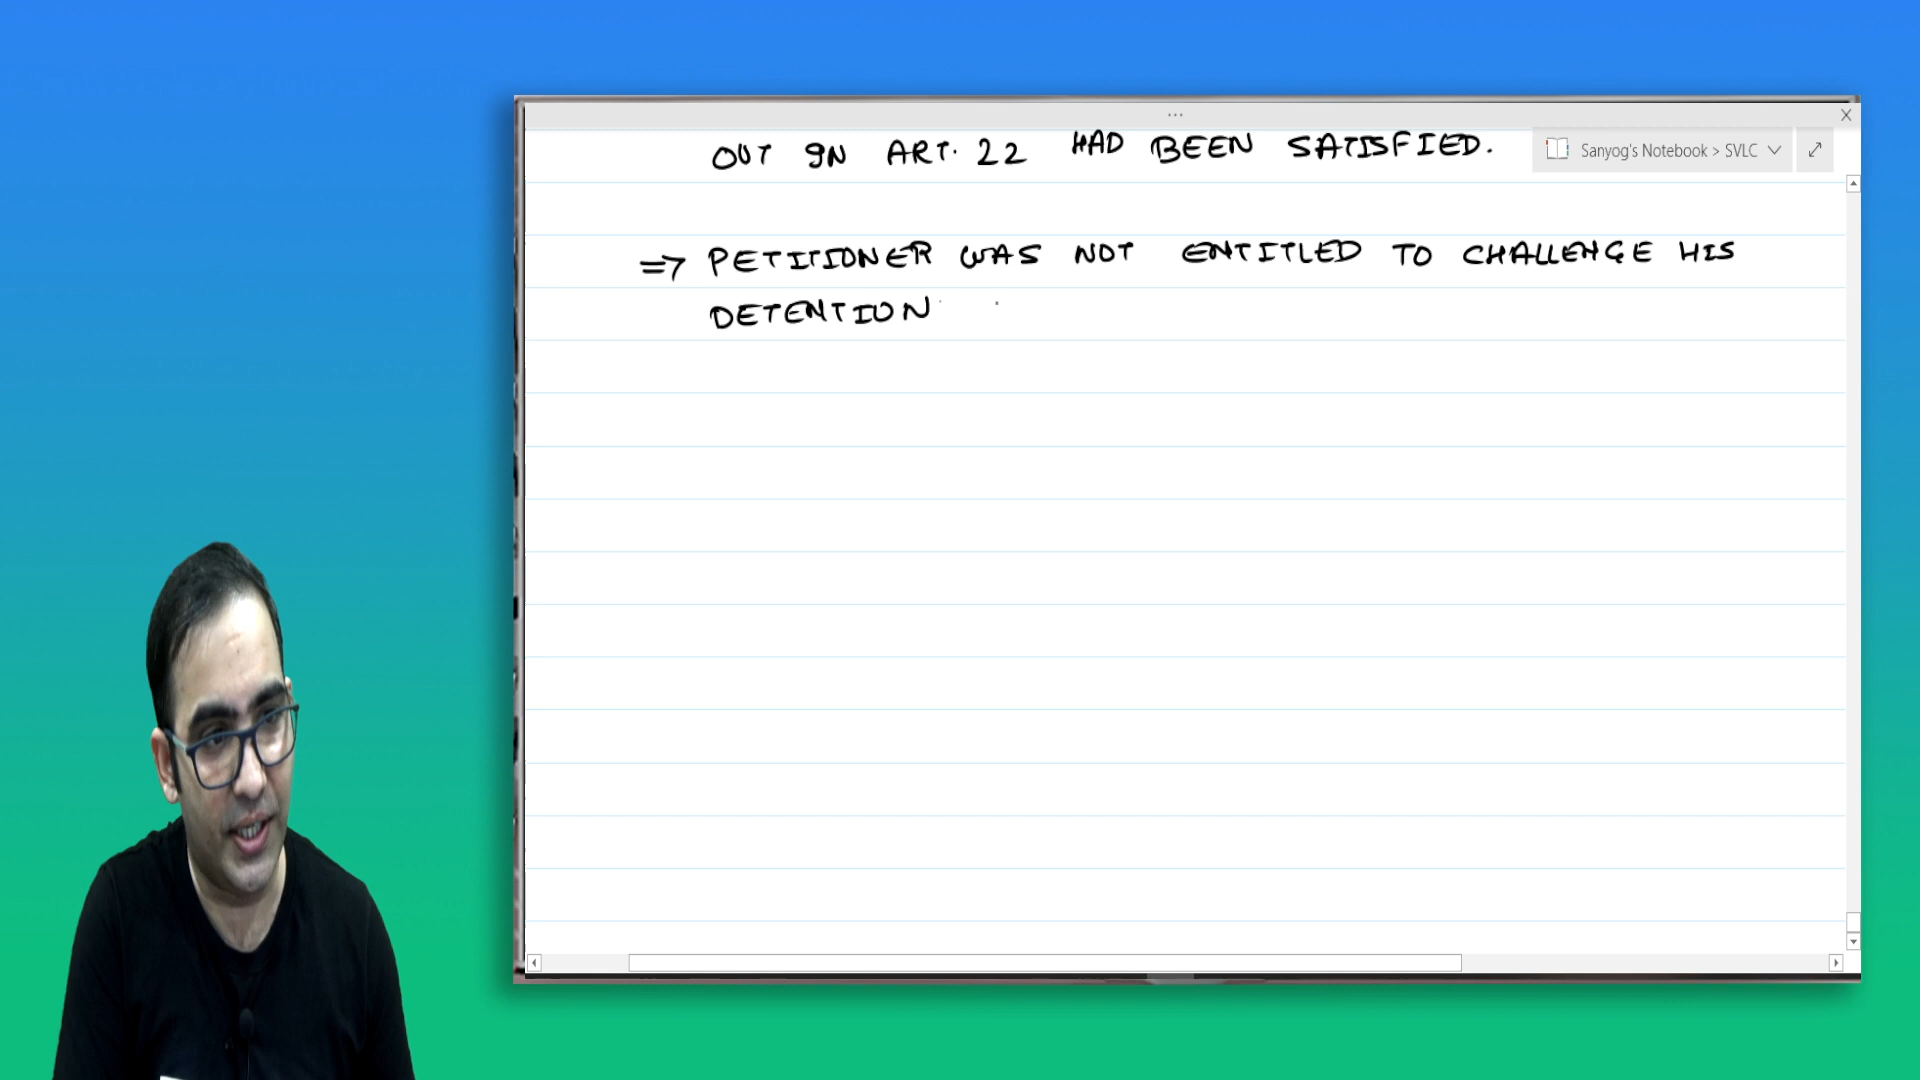 ...
OUT IN ART. 22 HAD BEEN SATISFIED.
Sanyog's Notebook > SVLC
=> PETITIONER WAS NOT ENTITLED TO CHALLENGE HIS
DETENTION